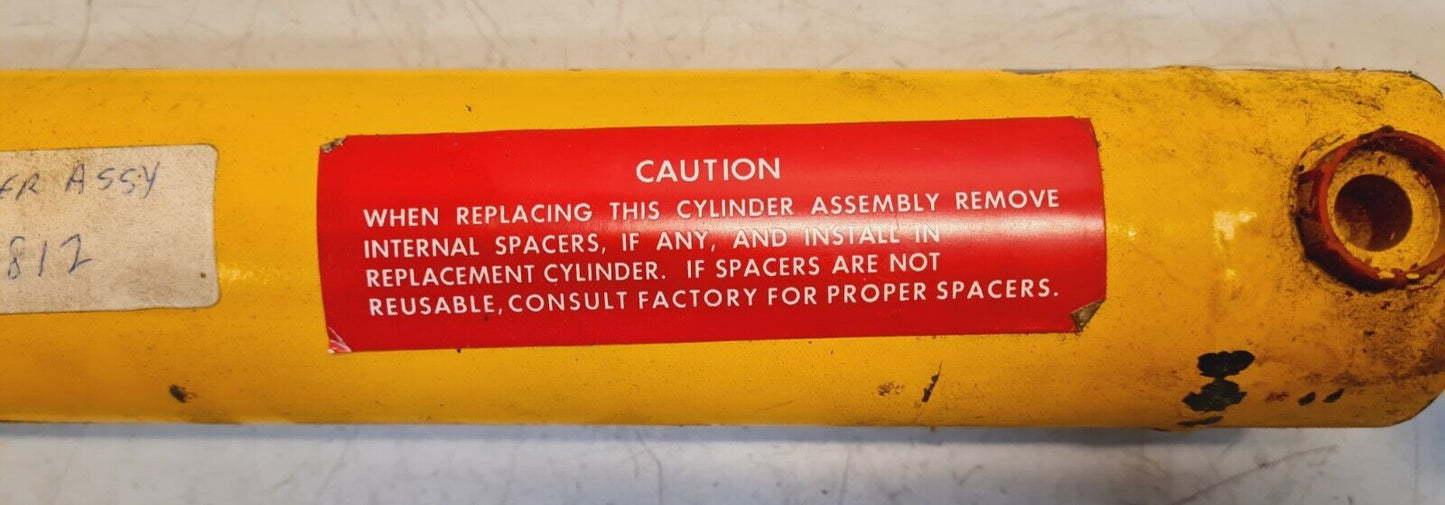 ER ASSY
812
CAUTION
WHEN REPLACING THIS CYLINDER ASSEMBLY REMOVE
INTERNAL SPACERS, IF ANY, AND INSTALL IN
REPLACEMENT CYLINDER. IF SPACERS ARE NOT
REUSABLE, CONSULT FACTORY FOR PROPER SPACERS.